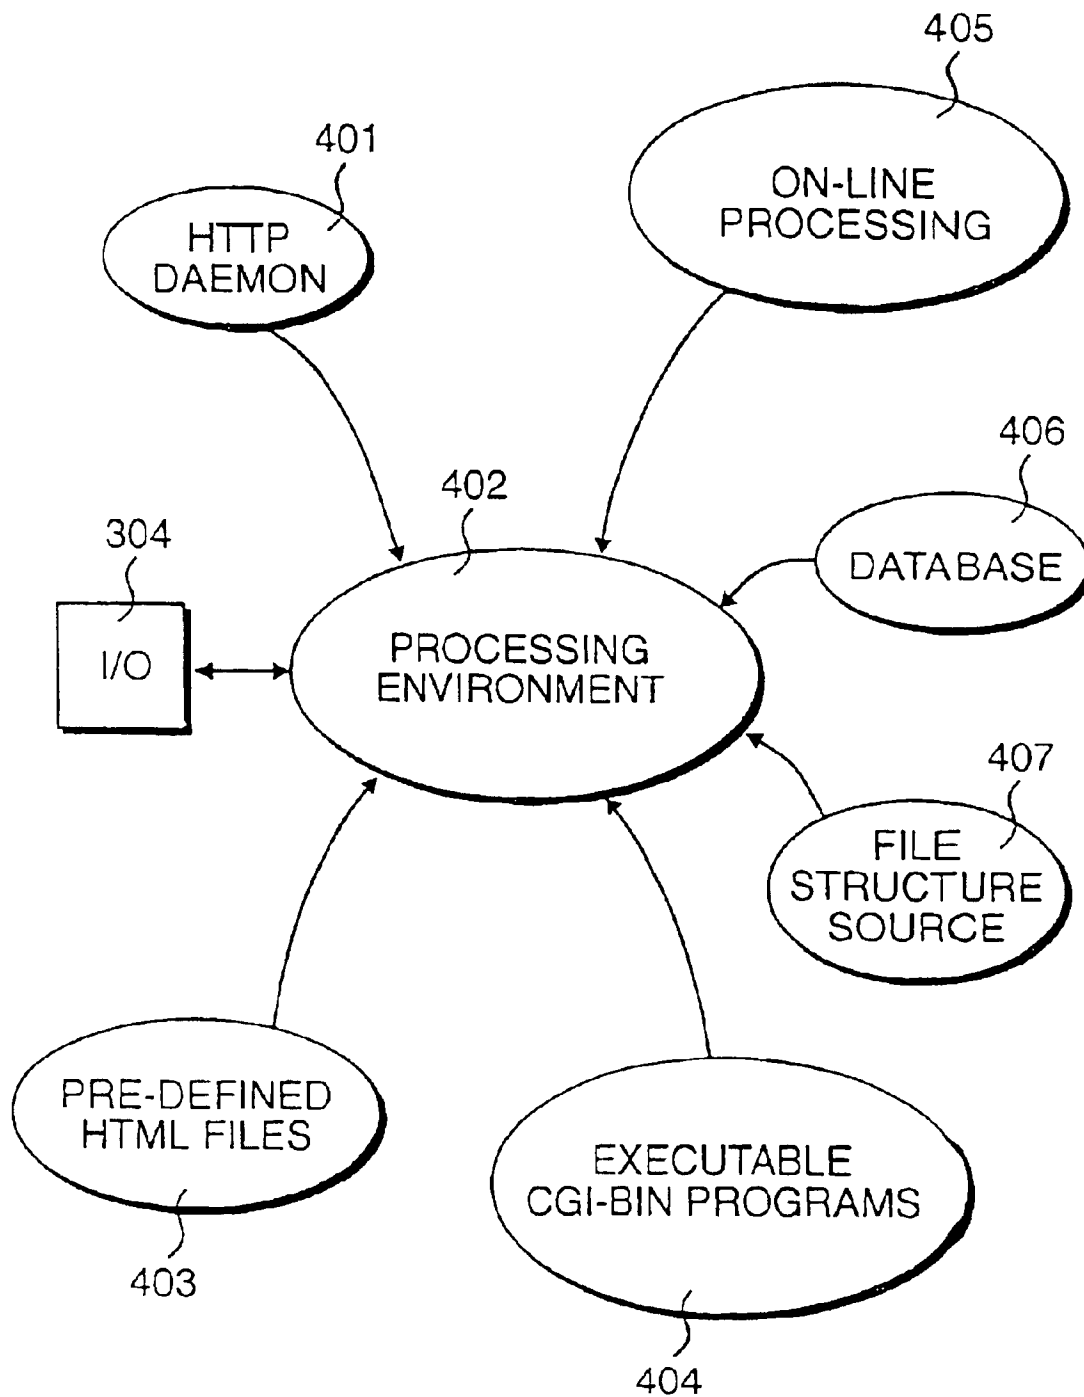 405
401
ON-LINE
PROCESSING
HTTP
DAEMON
406
402
304
DATABASE
I/O
PROCESSING
ENVIRONMENT
407
FILE
STRUCTURE
SOURCE
PRE-DEFINED
HTML FILES
EXECUTABLE
CGI-BIN PROGRAMS
403
404